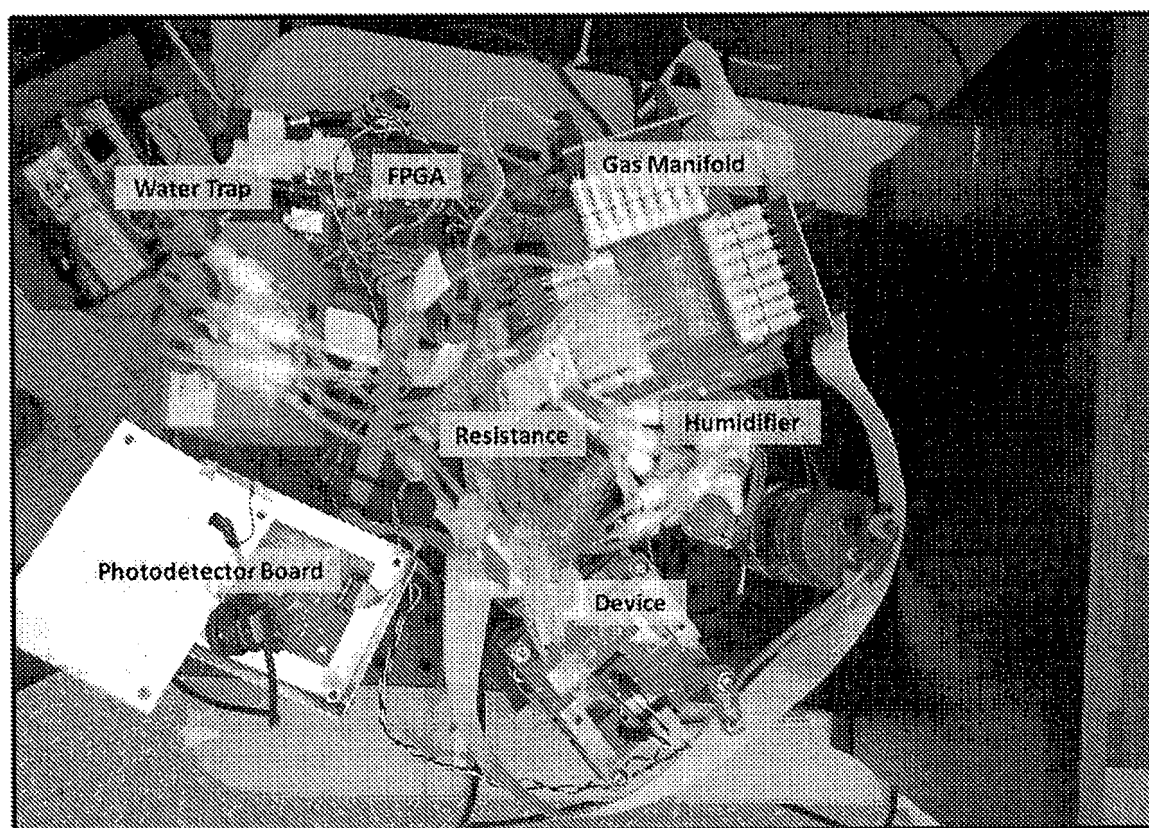 Water Trap
FPGA
Gas Manifold
Resistance
Humidifier
Photodetector Board
Device